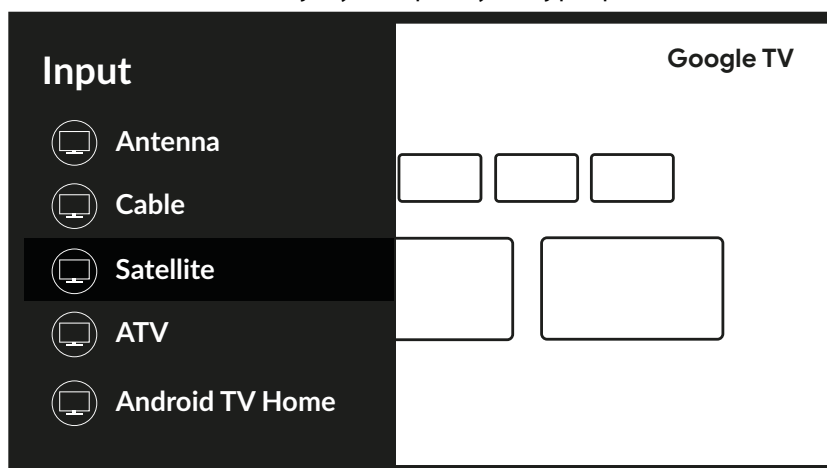 Input
Google TV
Antenna
Cable
Satellite
ATV
Android TV Home